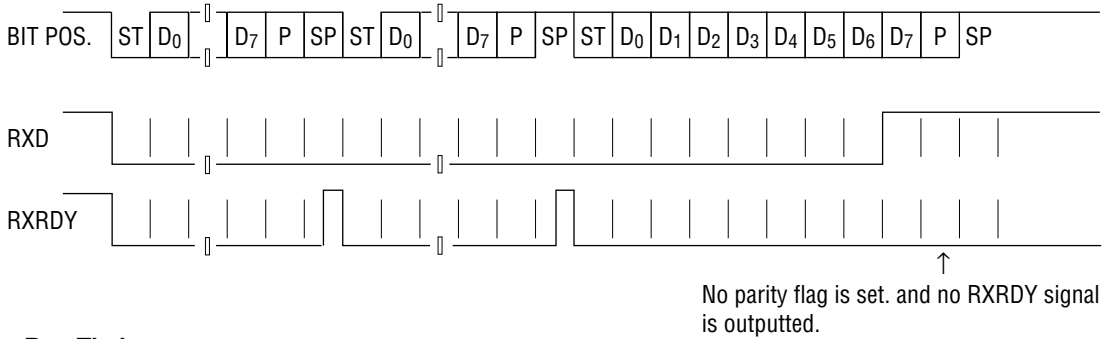 BIT POS. ST D0 D7 P SP ST D0 D7 P SP ST D0 D1 D2 D3 D4 D5 D6 D7 P SP
RXD
RXRDY
No parity flag is set. and no RXRDY signal
is outputted.